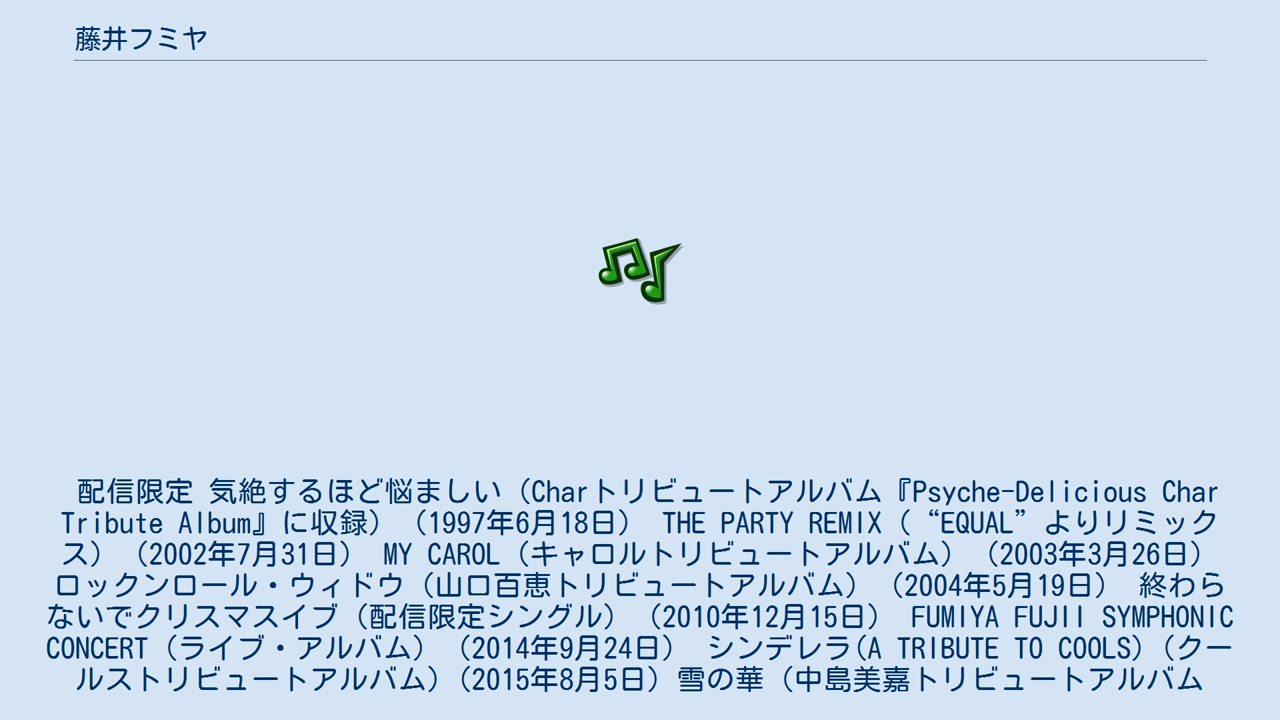 藤井フミヤ
配信限定 気絶するほど悩ましい（Charトリビュートアルバム『Psyche-Delicious Char
Tribute Album』に収録）（1997年6月18日） THE PARTY REMIX（“EQUAL”よりリミック
ス）（2002年7月31日） MY CAROL（キャロルトリビュートアルバム）（2003年3月26日）
ロックンロール・ウィドウ（山口百恵トリビュートアルバム）（2004年5月19日） 終わら
ないでクリスマスイブ（配信限定シングル）（2010年12月15日） FUMIYA FUJII SYMPHONIC
CONCERT（ライブ・アルバム）（2014年9月24日） シンデレラ(A TRIBUTE TO COOLS)（クー
ルストリビュートアルバム)（2015年8月5日）雪の華（中島美嘉トリビュートアルバム